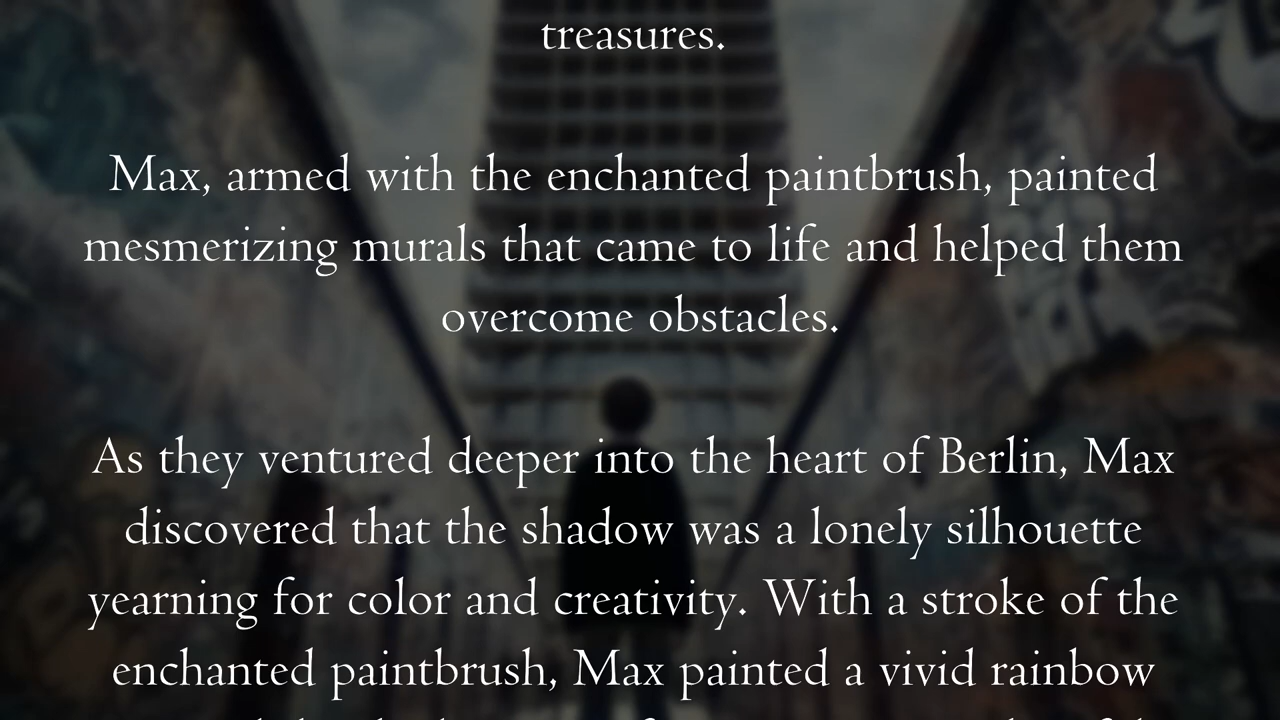 treasures.
Max, armed with the enchanted paintbrush, painted
mesmerizing murals that came to life and helped them
overcome obstacles.
As they ventured deeper into the heart of Berlin, Max
discovered that the shadow was a lonely silhouette
yearning for color and creativity. With a stroke of the
enchanted paintbrush, Max painted a vivid rainbow